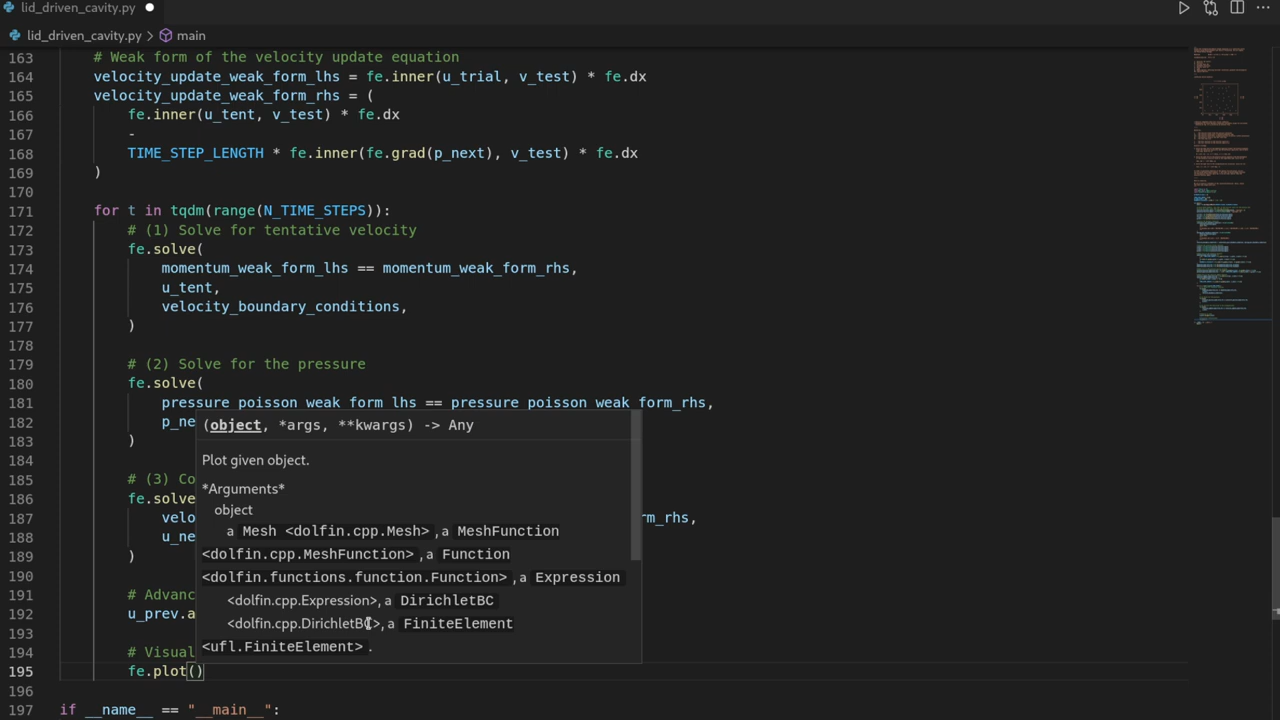 lid_driven_cavity.py
lid_driven_cavity.py > main
163 # Weak form of the velocity update equation
164 velocity_update_weak_form_lhs = fe.inner(u_trial, v_test) * fe.dx
165 velocity_update_weak_form_rhs = (
166 fe.inner(u_tent, v_test) * fe.dx
167 -
168 TIME_STEP_LENGTH * fe.inner(fe.grad(p_next), v_test) * fe.dx
169 )
170
171 for t in tqdm(range(N_TIME_STEPS)):
172 # (1) Solve for tentative velocity
173 fe.solve(
174 momentum_weak_form_lhs == momentum_weak_form_rhs,
175 u_tent,
176 velocity_boundary_conditions,
177 )
178
179 # (2) Solve for the pressure
180 fe.solve(
181 pressure_poisson_weak_form_lhs == pressure_poisson_weak_form_rhs,
182 p_ne
183 )
184
185 # (3) Co
186 fe.solve
187 velo rm_rhs,
188 u_ne
189 )
190
191 # Advanc
192 u_prev.a
193
194 # Visual
195 fe.plot()
196
197 if __name__ == "__main__":
(object, *args, **kwargs) -> Any
Plot given object.
*Arguments*
object
a Mesh <dolfin.cpp.Mesh> , a MeshFunction
<dolfin.cpp.MeshFunction> , a Function
<dolfin.functions.function.Function> , a Expression
<dolfin.cpp.Expression>, a DirichletBC
<dolfin.cpp.DirichletBC>, a FiniteElement
<ufl.FiniteElement> .